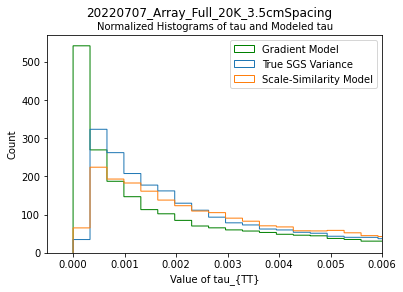 20220707_Array_Full_20K_3.5cmSpacing
Normalized Histograms of tau and Modeled tau
Gradient Model
True SGS Variance
Scale-Similarity Model
Count
500
400
300
200
100
0
0.000 0.001 0.002 0.003 0.004 0.005 0.006
Value of tau_{TT}